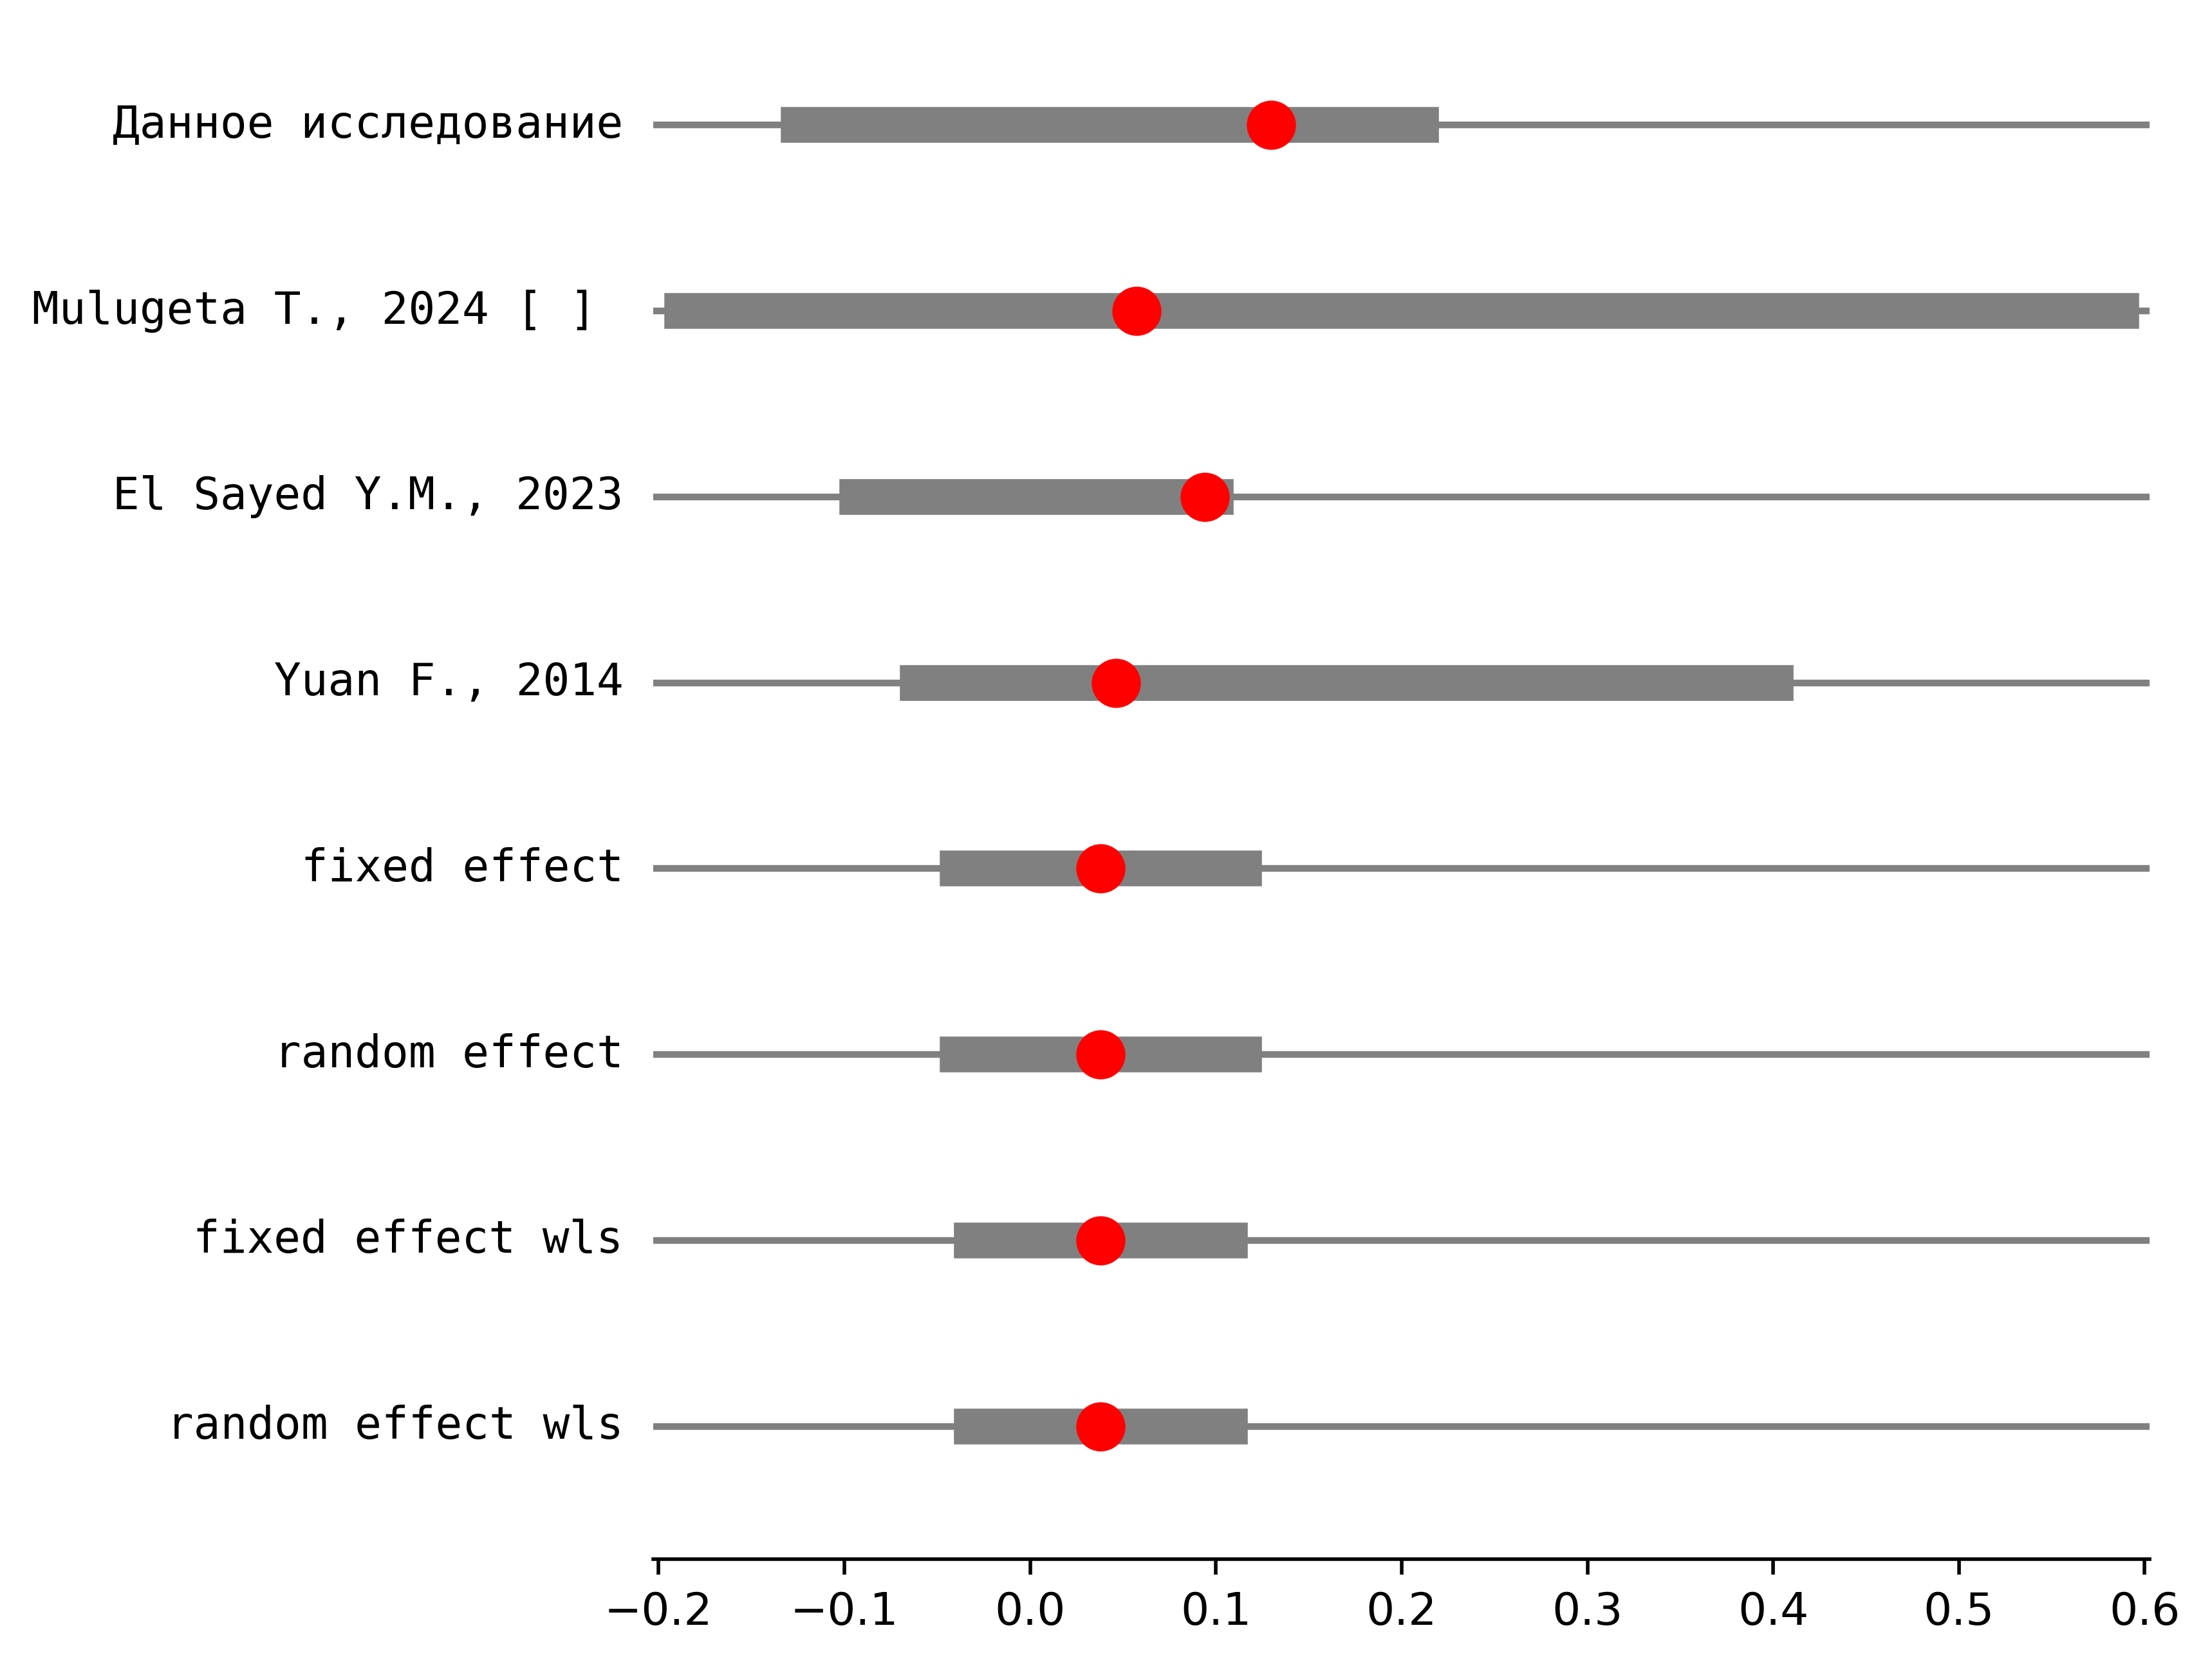 Данное исследование
Mulugeta T., 2024 [ ]
El Sayed Y.M., 2023
Yuan F., 2014
fixed effect
random effect
fixed effect wls
random effect wls
−0.2 −0.1 0.0 0.1 0.2 0.3 0.4 0.5 0.6